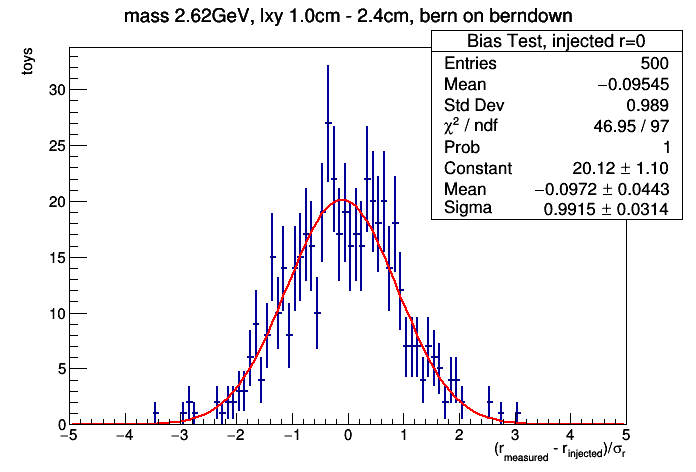 mass 2.62GeV, lxy 1.0cm - 2.4cm, bern on berndown
Bias Test, injected r=0
Entries 500
Mean −0.09545
Std Dev 0.989
χ² / ndf 46.95 / 97
Prob 1
Constant 20.12 ± 1.10
Mean −0.0972 ± 0.0443
Sigma 0.9915 ± 0.0314
toys
30
25
20
15
10
5
0
−5 −4 −3 −2 −1 0 1 2 3 4 5
(r_measured - r_injected)/σ_r